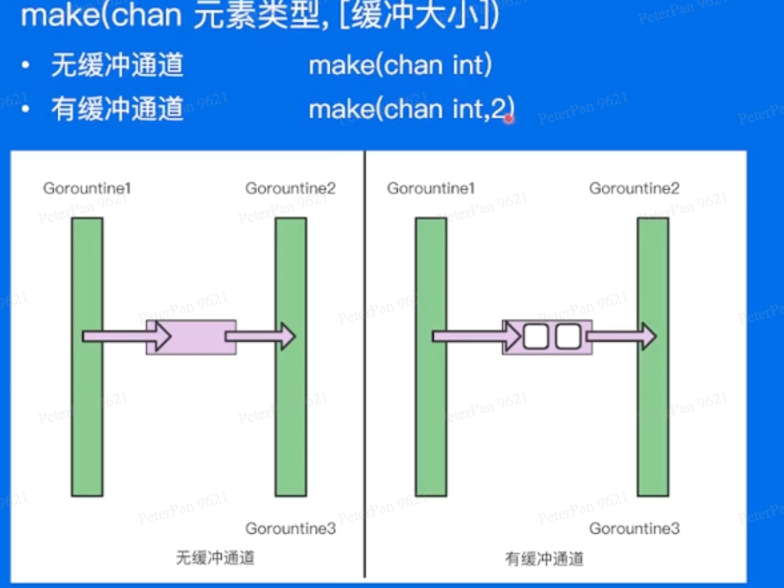 make(chan 元素类型, [缓冲大小])
• 无缓冲通道 make(chan int)
• 有缓冲通道 make(chan int,2)
Gorountine1 Gorountine2 Gorountine1 Gorountine2
Gorountine3 Gorountine3
无缓冲通道 有缓冲通道
PeterPan 9621